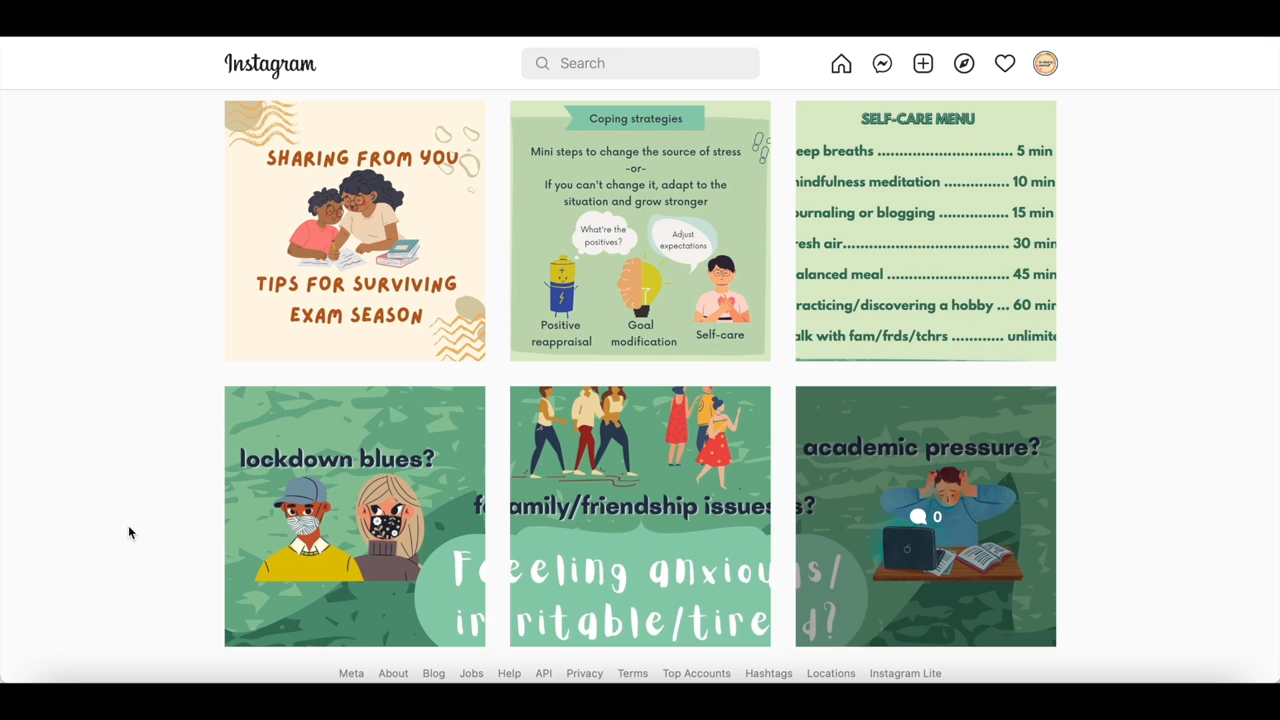 Instagram
Search
SHARING FROM YOU
TIPS FOR SURVIVING
EXAM SEASON
Coping strategies
Mini steps to change the source of stress
-or-
If you can't change it, adapt to the
situation and grow stronger
What're the
positives?
Adjust
expectations
Positive
reappraisal
Goal
modification
Self-care
SELF-CARE MENU
eep breaths ................................ 5 min
indfulness meditation ............... 10 min
urnaling or blogging ................ 15 min
resh air....................................... 30 min
alanced meal ............................ 45 min
racticing/discovering a hobby ... 60 min
alk with fam/frds/tchrs ............ unlimite
lockdown blues?
f
Fe
ir
amily/friendship issues
eeling anxiou
ritable/tire
academic pressure?
s?
0
s/
d?
Meta About Blog Jobs Help API Privacy Terms Top Accounts Hashtags Locations Instagram Lite